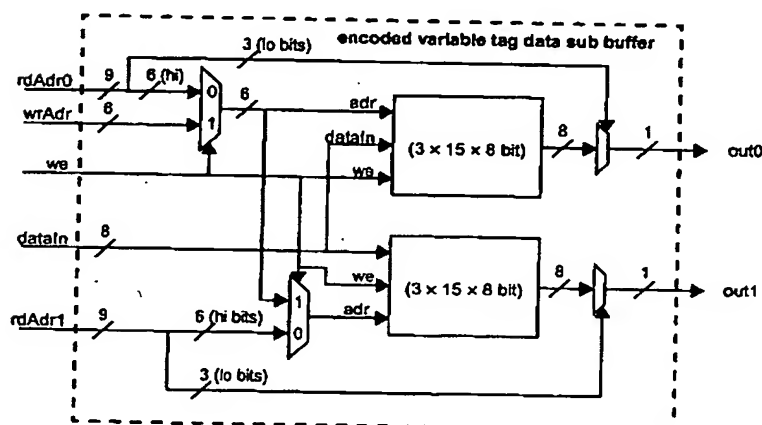 encoded variable tag data sub buffer
3 (lo bits)
rdAdr0 9 6 (hi) 0 6 adr
wrAdr 6 1
dataIn (3 × 15 × 8 bit) 8 1 out0
we we
dataIn 8
we (3 × 15 × 8 bit) 8 1 out1
1 adr
rdAdr1 9 6 (hi bits) 0
3 (lo bits)